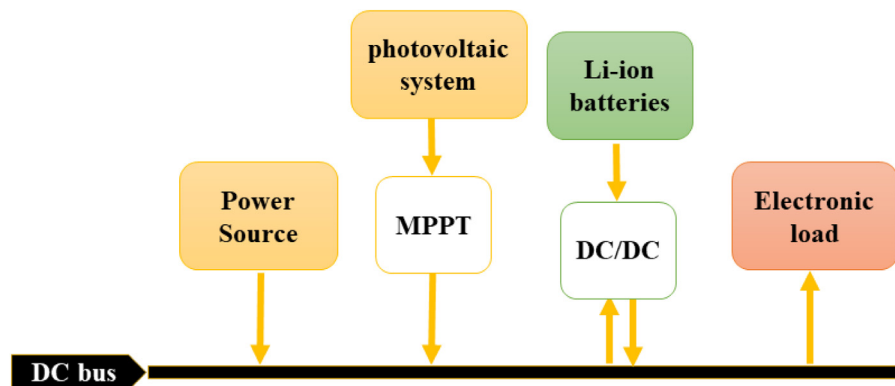 photovoltaic
system
Li-ion
batteries
Power
Source
MPPT
DC/DC
Electronic
load
DC bus